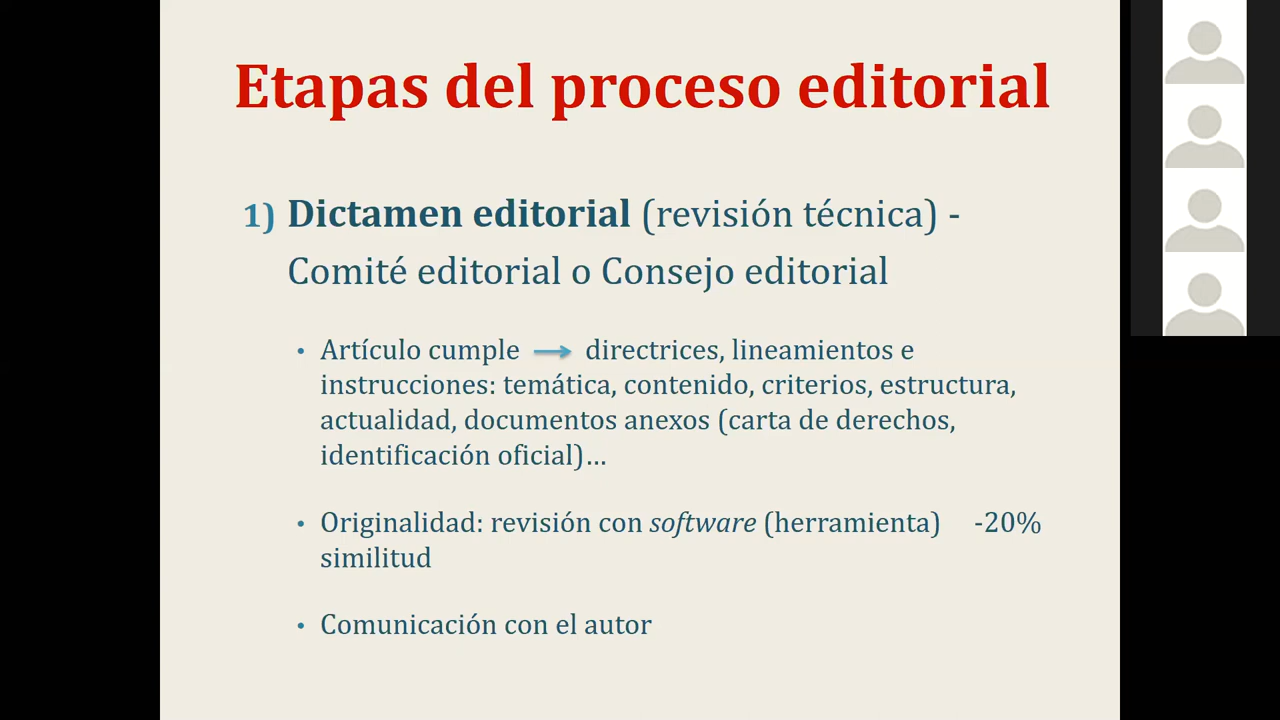 Etapas del proceso editorial
1) Dictamen editorial (revisión técnica) -
Comité editorial o Consejo editorial
• Artículo cumple → directrices, lineamientos e
instrucciones: temática, contenido, criterios, estructura,
actualidad, documentos anexos (carta de derechos,
identificación oficial)…
• Originalidad: revisión con software (herramienta) -20%
similitud
• Comunicación con el autor